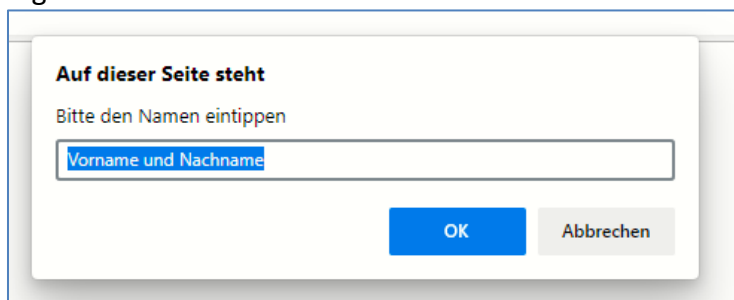 Auf dieser Seite steht
Bitte den Namen eintippen
Vorname und Nachname
OK Abbrechen